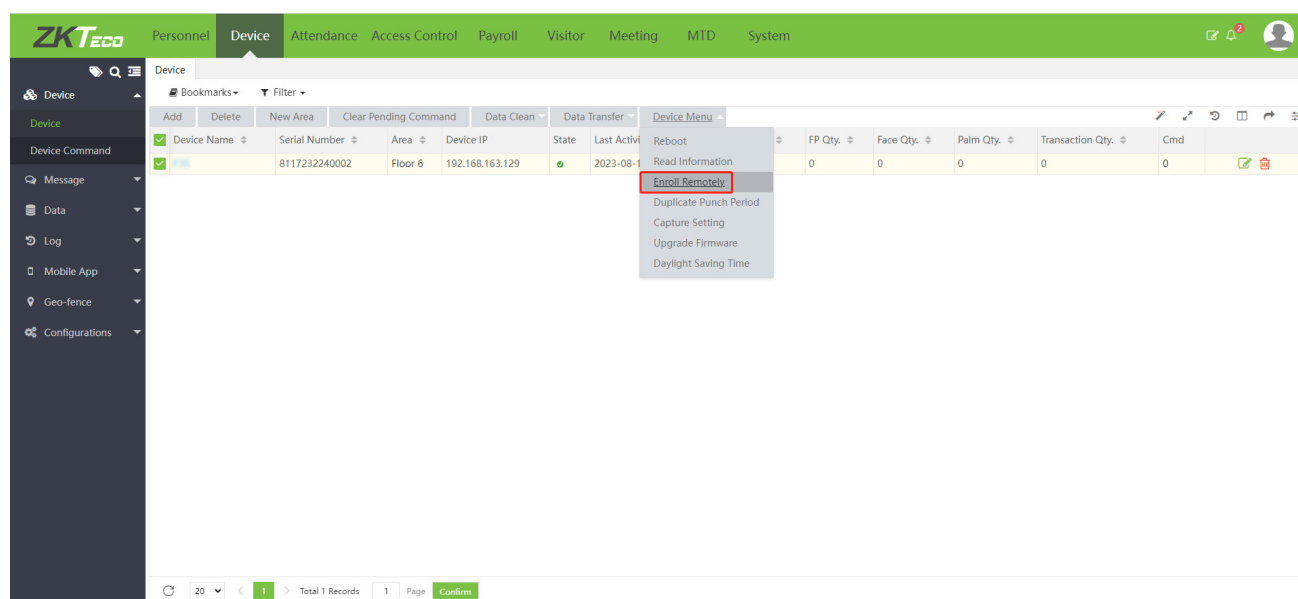 ZKTECO Personnel Device Attendance Access Control Payroll Visitor Meeting MTD System 2
Device
Device
Device Command
Message
Data
Log
Mobile App
Geo-fence
Configurations
Device
Bookmarks Filter
Add Delete New Area Clear Pending Command Data Clean Data Transfer Device Menu
Device Name Serial Number Area Device IP State Last Activi FP Qty. Face Qty. Palm Qty. Transaction Qty. Cmd
8117232240002 Floor 6 192.168.163.129 2023-08-1 0 0 0 0 0
Reboot
Read Information
Enroll Remotely
Duplicate Punch Period
Capture Setting
Upgrade Firmware
Daylight Saving Time
20 < 1 > Total 1 Records 1 Page Confirm